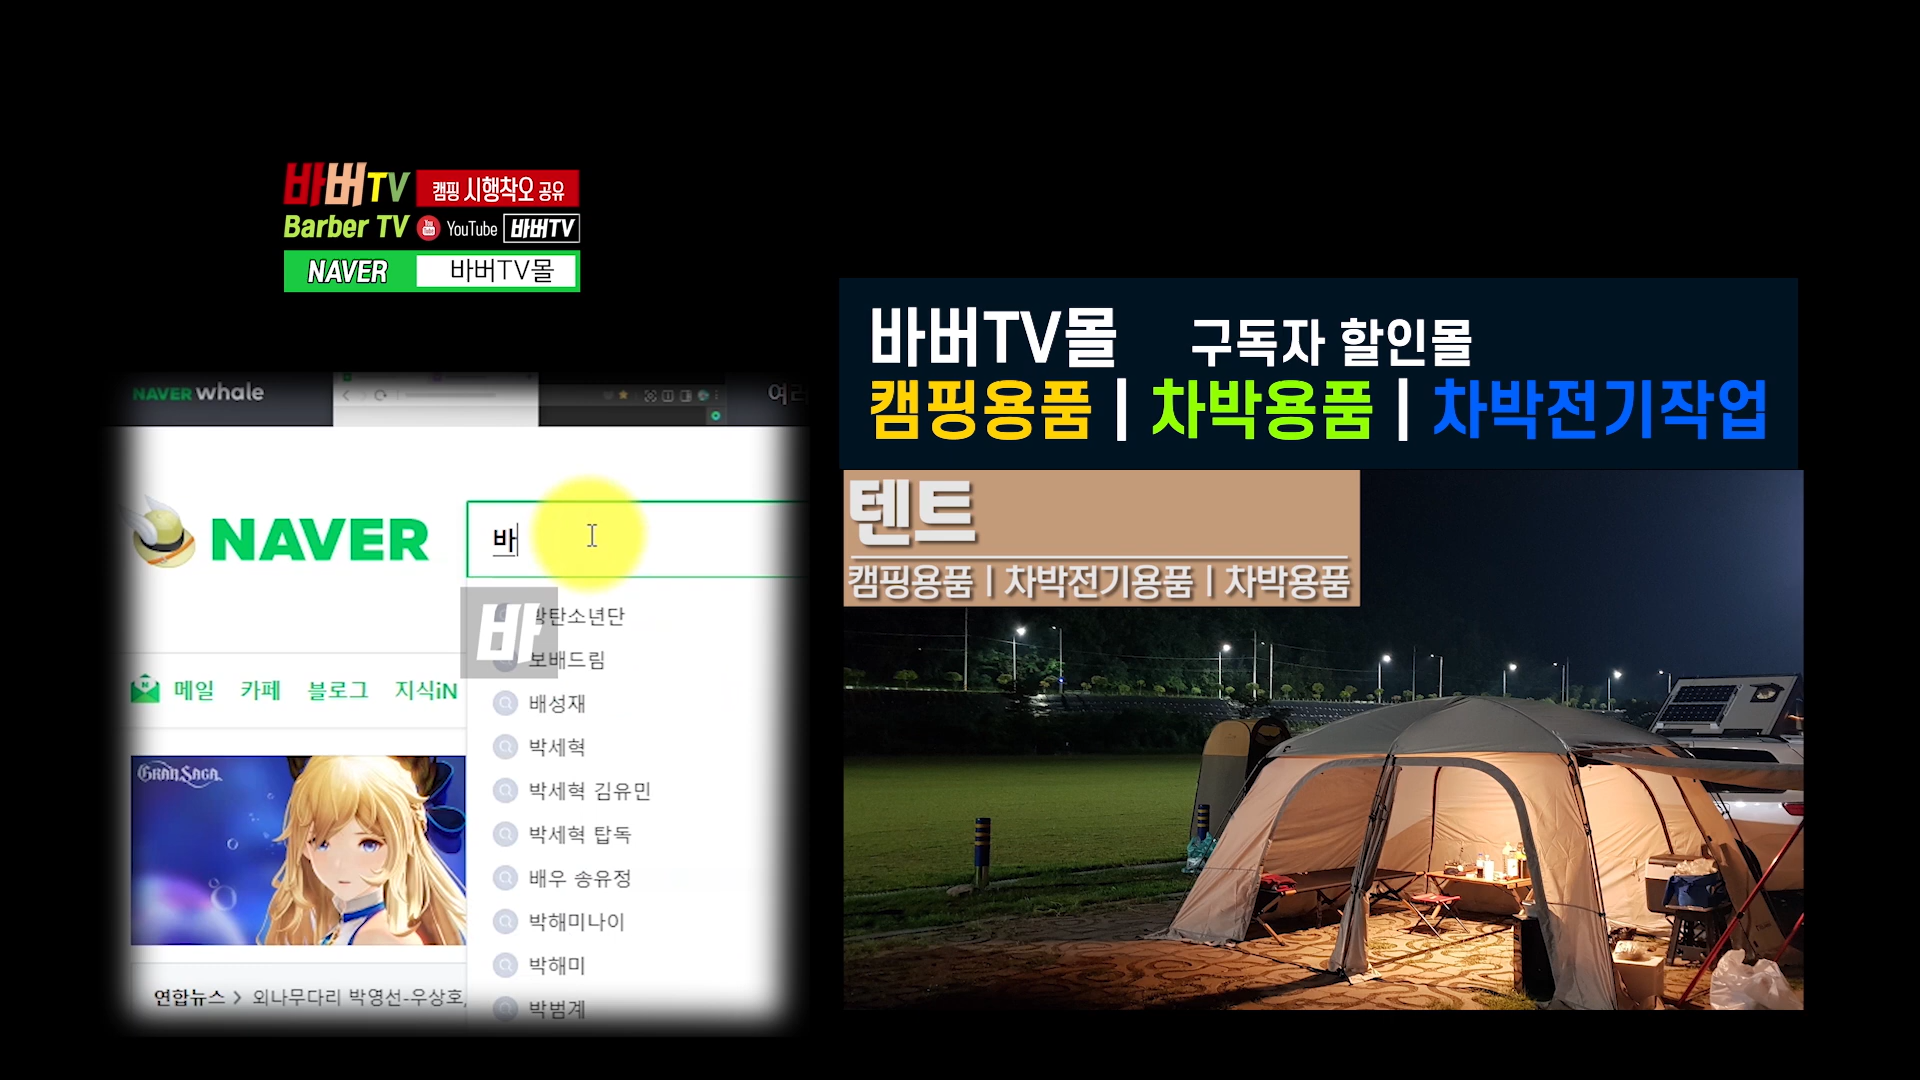 바버TV 캠핑 시행착오 공유
Barber TV YouTube 바버TV
NAVER 바버TV몰
NAVER whale
NAVER
바
바
보배드림
배성재
박세혁
박세혁 김유민
박세혁 탑독
배우 송유정
박해미나이
박해미
박범계
메일 카페 블로그 지식iN
GRAN SAGA
연합뉴스 > 외나무다리 박영선-우상호,
바버TV몰 구독자 할인몰
캠핑용품 | 차박용품 | 차박전기작업
텐트
캠핑용품 | 차박전기용품 | 차박용품